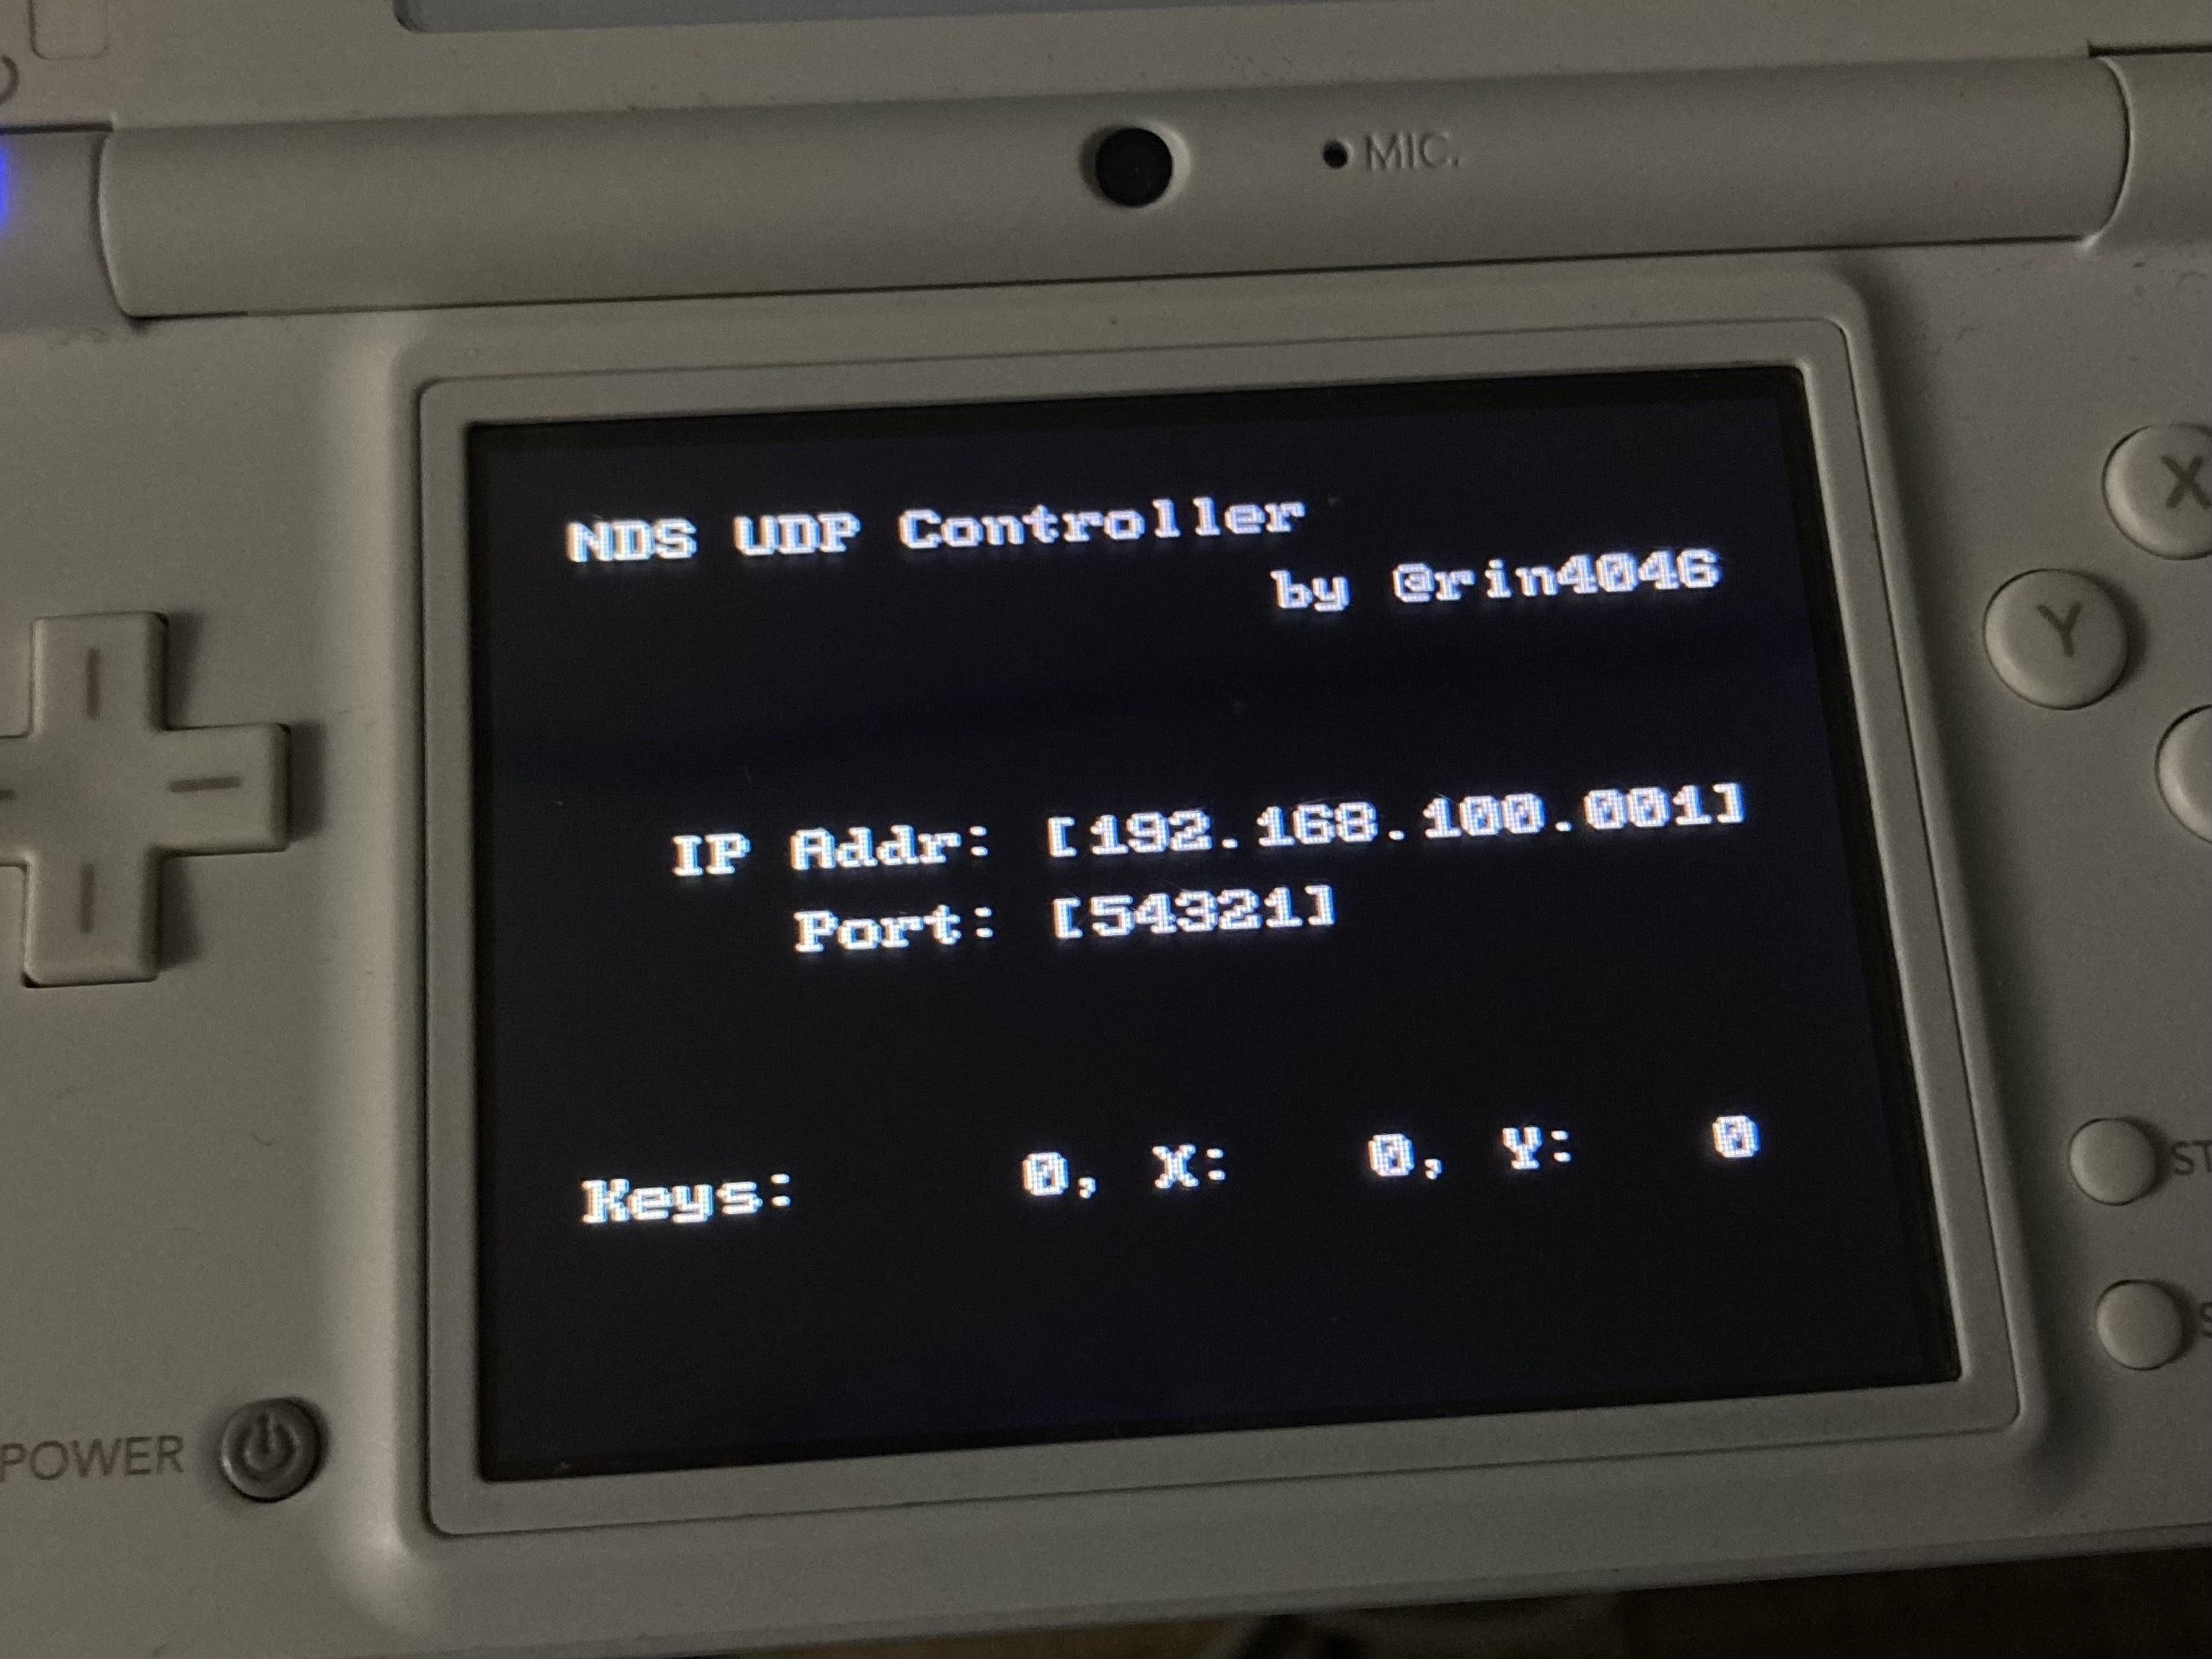 MIC.
NDS UDP Controller
by @rin4046
X
Y
IP Addr: [192.168.100.001]
Port: [54321]
Keys: 0, X: 0, Y: 0
ST
S
POWER